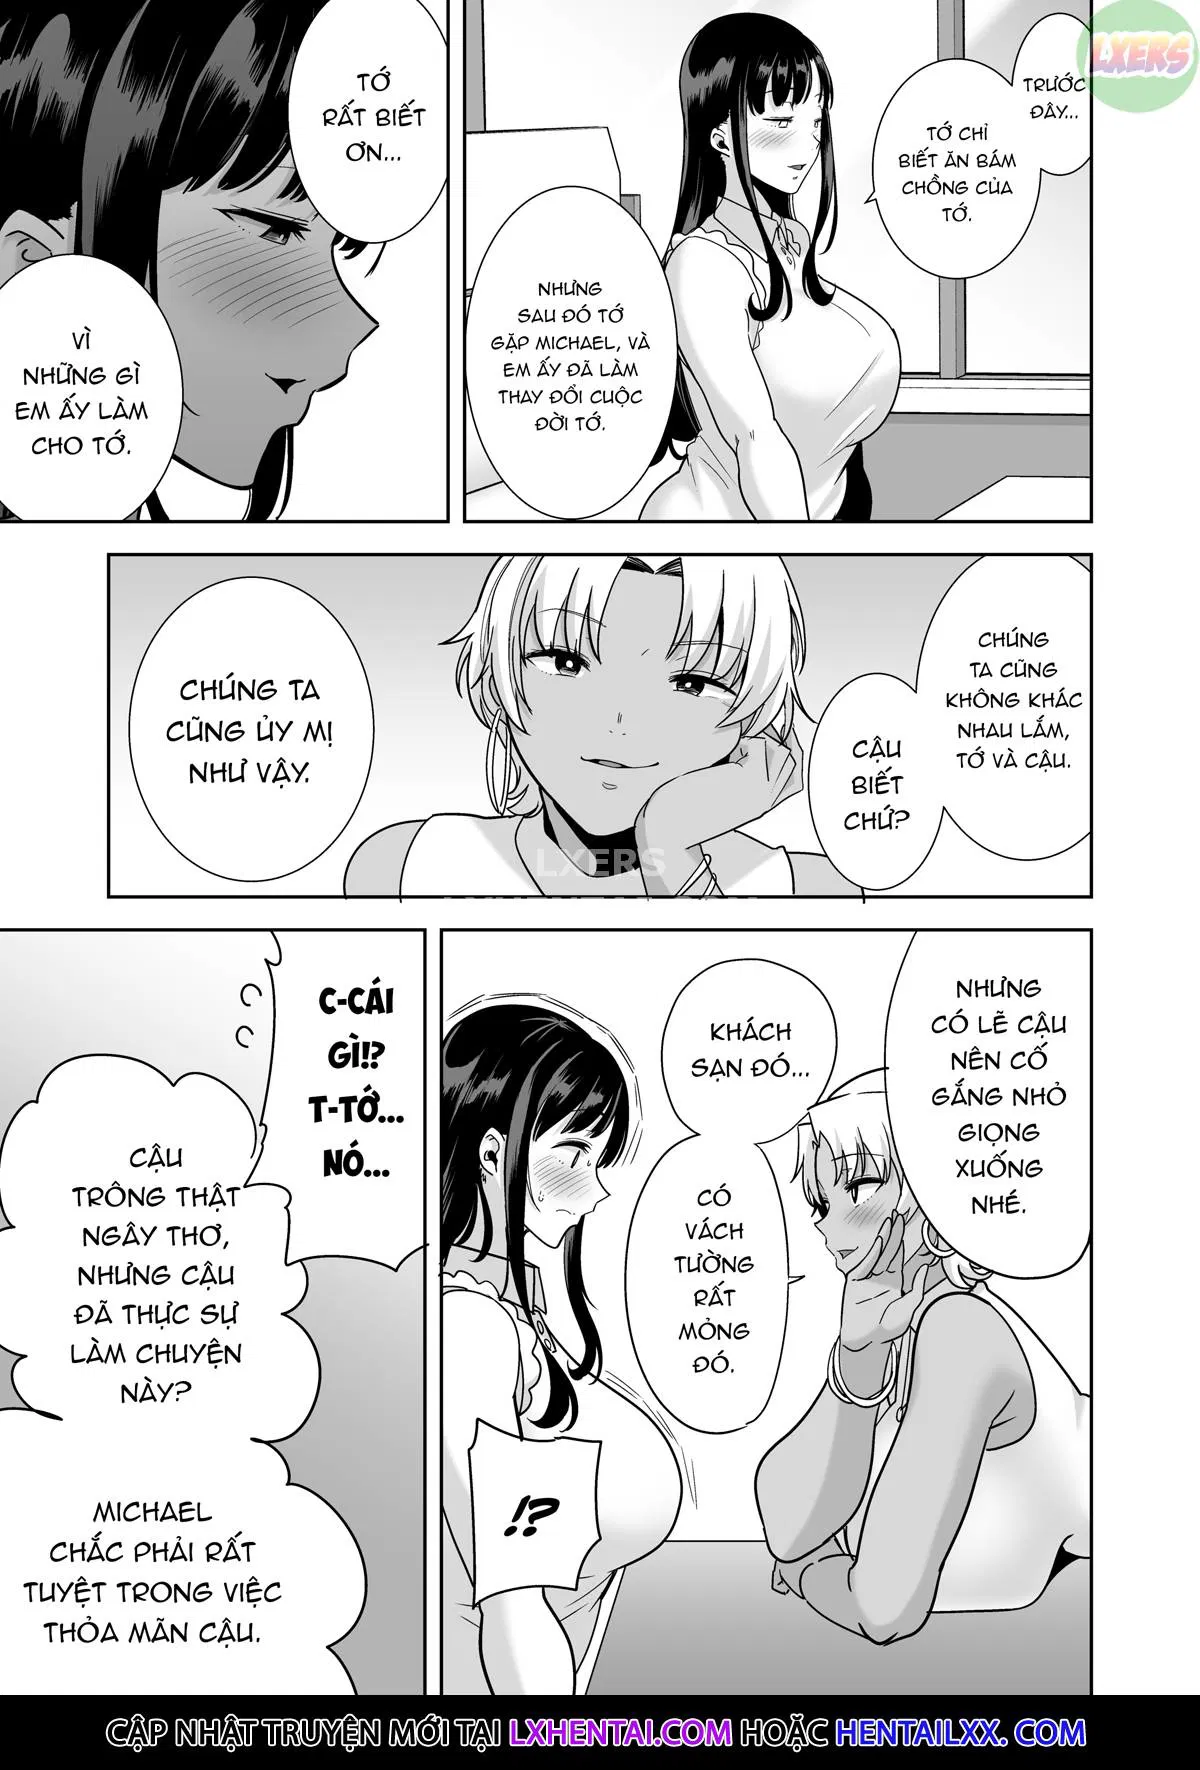 LXERS
TRƯỚC
ĐÂY...
TỚ CHỈ
BIẾT ĂN BÁM
CHỒNG CỦA
TỚ.
NHƯNG
SAU ĐÓ TỚ
GẶP MICHAEL, VÀ
EM ẤY ĐÃ LÀM
THAY ĐỔI CUỘC
ĐỜI TỚ.
TỚ
RẤT BIẾT
ƠN...
VÌ
NHỮNG GÌ
EM ẤY LÀM
CHO TỚ.
CHÚNG
TA CŨNG
KHÔNG KHÁC
NHAU LẮM,
TỚ VÀ CẬU.
CẬU
BIẾT
CHỨ?
CHÚNG TA
CŨNG ỦY MỊ
NHƯ VẬY.
LXERS
LXHENTAI.COM
NHƯNG
CÓ LẼ CẬU
NÊN CỐ
GẮNG NHỎ
GIỌNG
XUỐNG
NHÉ.
KHÁCH
SẠN ĐÓ...
CÓ
VÁCH
TƯỜNG
RẤT
MỎNG
ĐÓ.
!?
C-CÁI
GÌ!?
T-TỚ...
NÓ...
CẬU
TRÔNG THẬT
NGÂY THƠ,
NHƯNG CẬU
ĐÃ THỰC SỰ
LÀM CHUYỆN
NÀY?
MICHAEL
CHẮC PHẢI RẤT
TUYỆT TRONG VIỆC
THỎA MÃN CẬU.
CẬP NHẬT TRUYỆN MỚI TẠI LXHENTAI.COM HOẶC HENTAILXX.COM